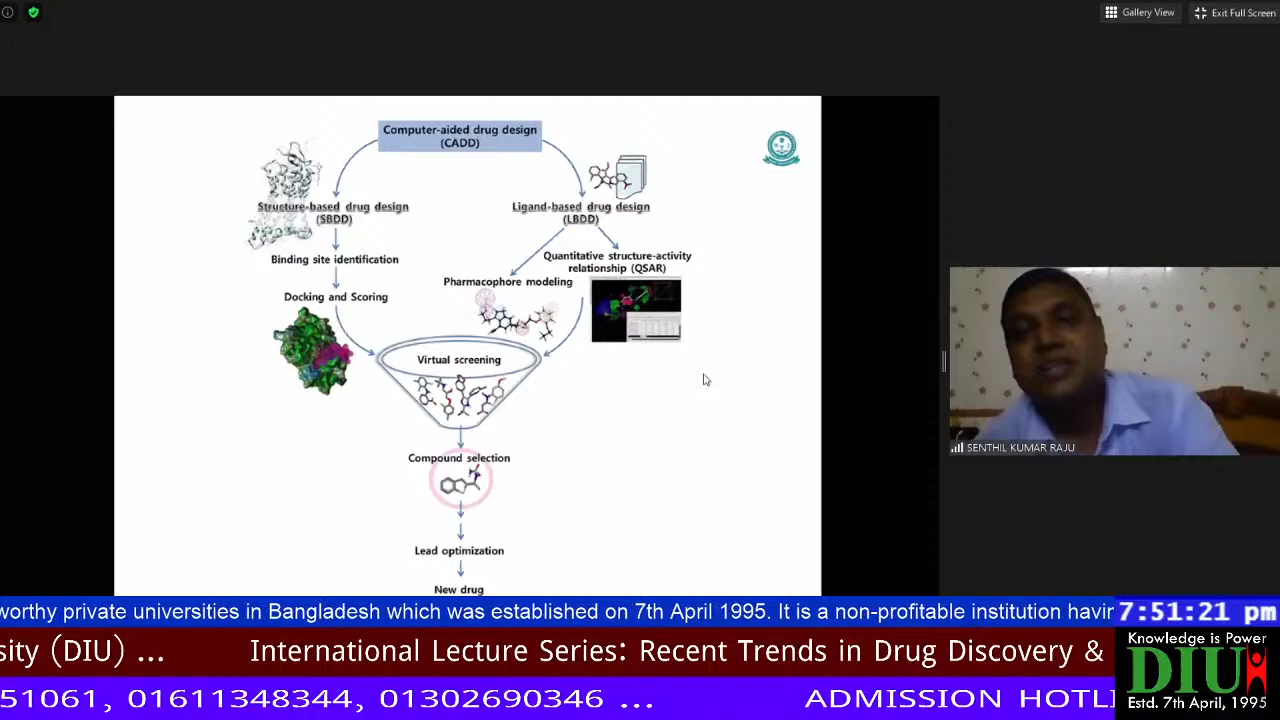 Gallery View
Exit Full Screen
Computer-aided drug design
(CADD)
Structure-based drug design
(SBDD)
Ligand-based drug design
(LBDD)
Binding site identification
Quantitative structure-activity
relationship (QSAR)
Pharmacophore modeling
Docking and Scoring
Virtual screening
Compound selection
Lead optimization
New drug
SENTHIL KUMAR RAJU
worthy private universities in Bangladesh which was established on 7th April 1995. It is a non-profitable institution havin
7:51:21 pm
sity (DIU) ... International Lecture Series: Recent Trends in Drug Discovery &
51061, 01611348344, 01302690346 ... ADMISSION HOTLI
Knowledge is Power
DIU
Estd. 7th April, 1995